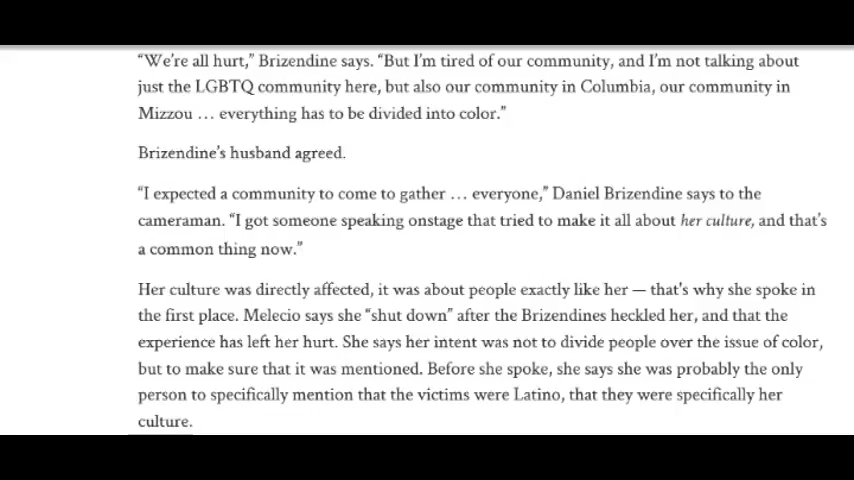 “We’re all hurt,” Brizendine says. “But I’m tired of our community, and I’m not talking about
just the LGBTQ community here, but also our community in Columbia, our community in
Mizzou … everything has to be divided into color.”
Brizendine’s husband agreed.
“I expected a community to come to gather … everyone,” Daniel Brizendine says to the
cameraman. “I got someone speaking onstage that tried to make it all about her culture, and that’s
a common thing now.”
Her culture was directly affected, it was about people exactly like her — that's why she spoke in
the first place. Melecio says she “shut down” after the Brizendines heckled her, and that the
experience has left her hurt. She says her intent was not to divide people over the issue of color,
but to make sure that it was mentioned. Before she spoke, she says she was probably the only
person to specifically mention that the victims were Latino, that they were specifically her
culture.